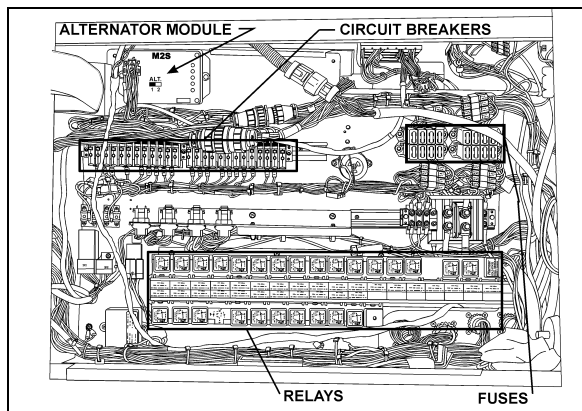 ALTERNATOR MODULE
CIRCUIT BREAKERS
M2S
ALT.
1 2
RELAYS
FUSES